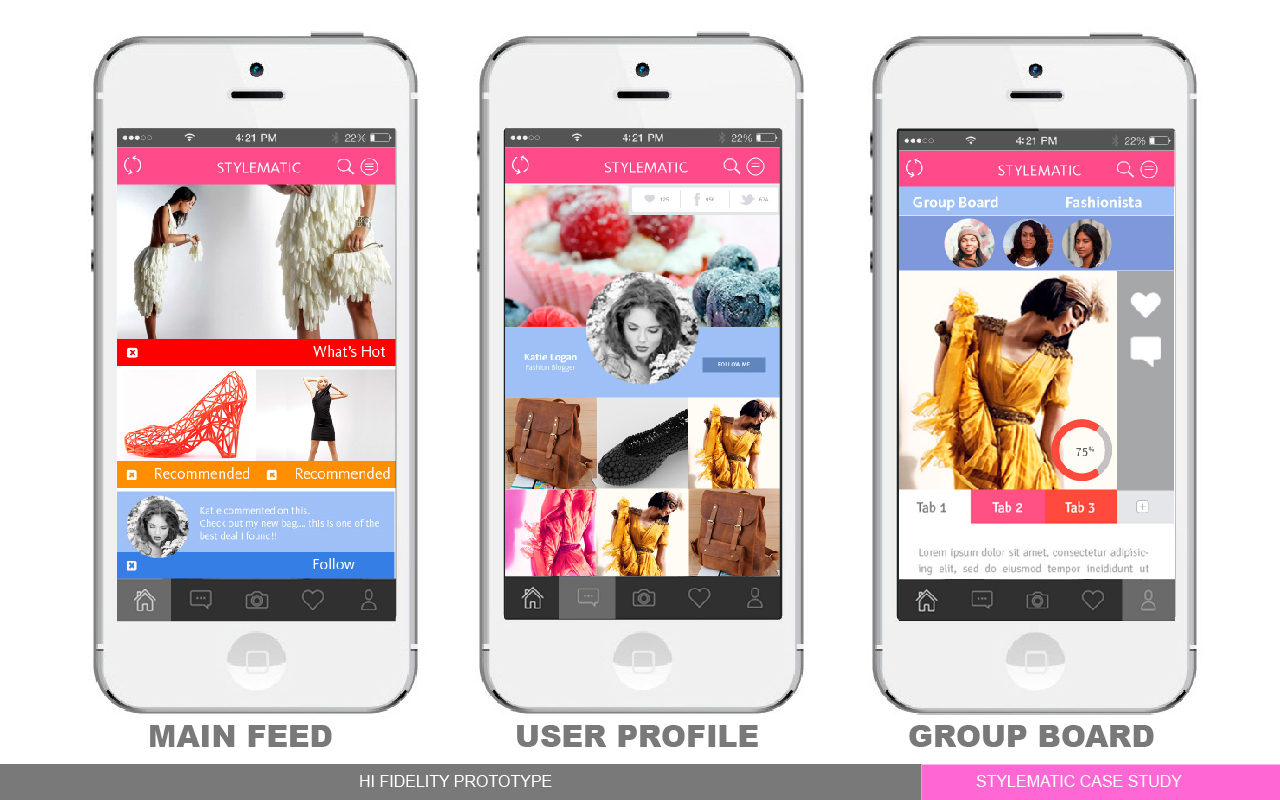 4:21 PM
22%
STYLEMATIC
What's Hot
Recommended
Recommended
Katie commented on this.
Check out my new bag.... this is one of the
best deal I found!!
Follow
MAIN FEED
4:21 PM
22%
STYLEMATIC
125
Katie Logan
Fashion Blogger
FOLLOW ME
USER PROFILE
4:21 PM
22%
STYLEMATIC
Group Board
Fashionista
75%
Tab 1
Tab 2
Tab 3
Lorem ipsum dolor sit amet, consectetur adipisic-
ing elit, sed do eiusmod tempor incididunt ut
GROUP BOARD
HI FIDELITY PROTOTYPE
STYLEMATIC CASE STUDY